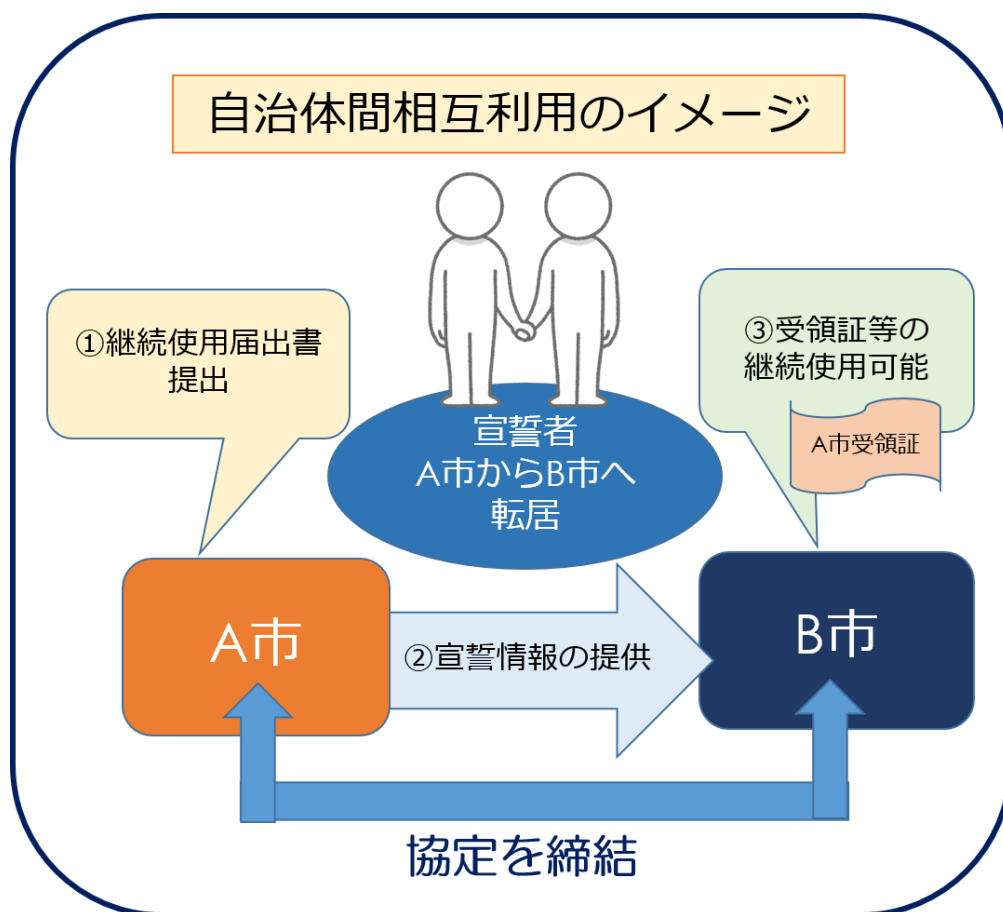 自治体間相互利用のイメージ
①継続使用届出書
提出
③受領証等の
継続使用可能
A市受領証
宣誓者
A市からB市へ
転居
A市
②宣誓情報の提供
B市
協定を締結